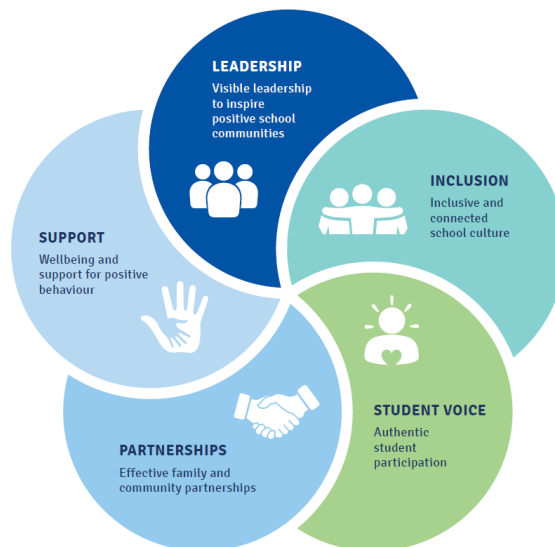 LEADERSHIP
Visible leadership
to inspire
positive school
communities
INCLUSION
Inclusive and
connected
school culture
STUDENT VOICE
Authentic
student
participation
PARTNERSHIPS
Effective family and
community partnerships
SUPPORT
Wellbeing and
support for positive
behaviour